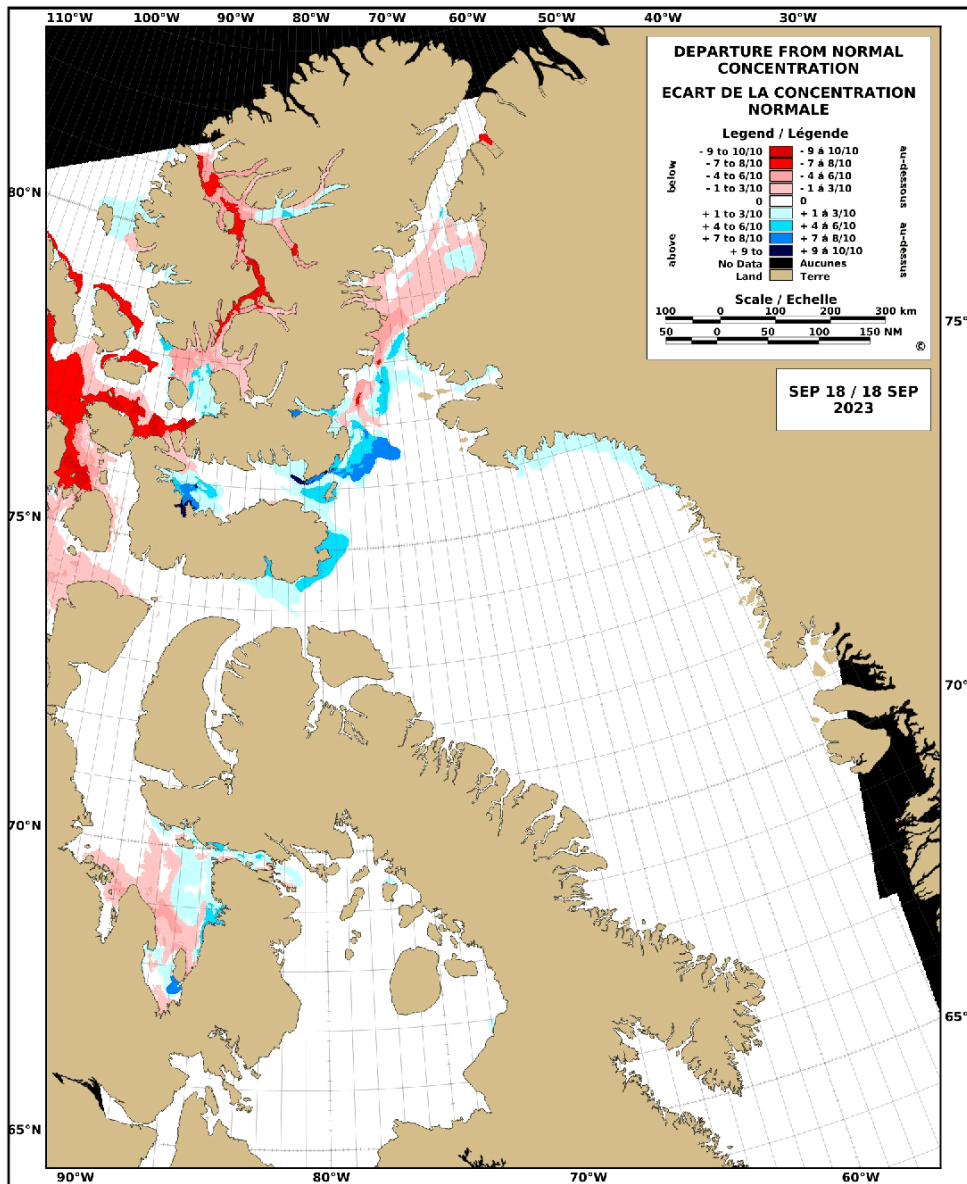 110°W 100°W 90°W 80°W 70°W 60°W 50°W 40°W 30°W
DEPARTURE FROM NORMAL
CONCENTRATION
ECART DE LA CONCENTRATION
NORMALE
Legend / Légende
- 9 to 10/10 - 9 á 10/10
- 7 to 8/10 - 7 á 8/10
- 4 to 6/10 - 4 á 6/10
- 1 to 3/10 - 1 á 3/10
0 0
+ 1 to 3/10 + 1 á 3/10
+ 4 to 6/10 + 4 á 6/10
+ 7 to 8/10 + 7 á 8/10
+ 9 to + 9 á 10/10
No Data Aucunes
Land Terre
below
above
au-dessous
au-dessus
Scale / Echelle
100 0 100 200 300 km
50 0 50 100 150 NM
©
SEP 18 / 18 SEP
2023
80°N
75°N
70°N
65°N
75°
70°N
65°N
90°W 80°W 70°W 60°W